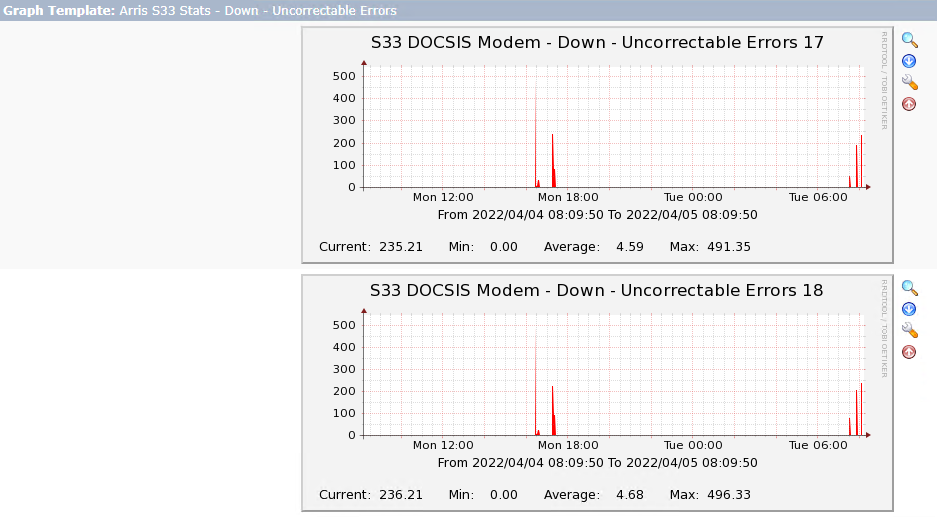 Graph Template: Arris S33 Stats - Down - Uncorrectable Errors
S33 DOCSIS Modem - Down - Uncorrectable Errors 17
RRDTOOL / TOBI OETIKER
500
400
300
200
100
0
Mon 12:00 Mon 18:00 Tue 00:00 Tue 06:00
From 2022/04/04 08:09:50 To 2022/04/05 08:09:50
Current: 235.21 Min: 0.00 Average: 4.59 Max: 491.35
S33 DOCSIS Modem - Down - Uncorrectable Errors 18
RRDTOOL / TOBI OETIKER
500
400
300
200
100
0
Mon 12:00 Mon 18:00 Tue 00:00 Tue 06:00
From 2022/04/04 08:09:50 To 2022/04/05 08:09:50
Current: 236.21 Min: 0.00 Average: 4.68 Max: 496.33